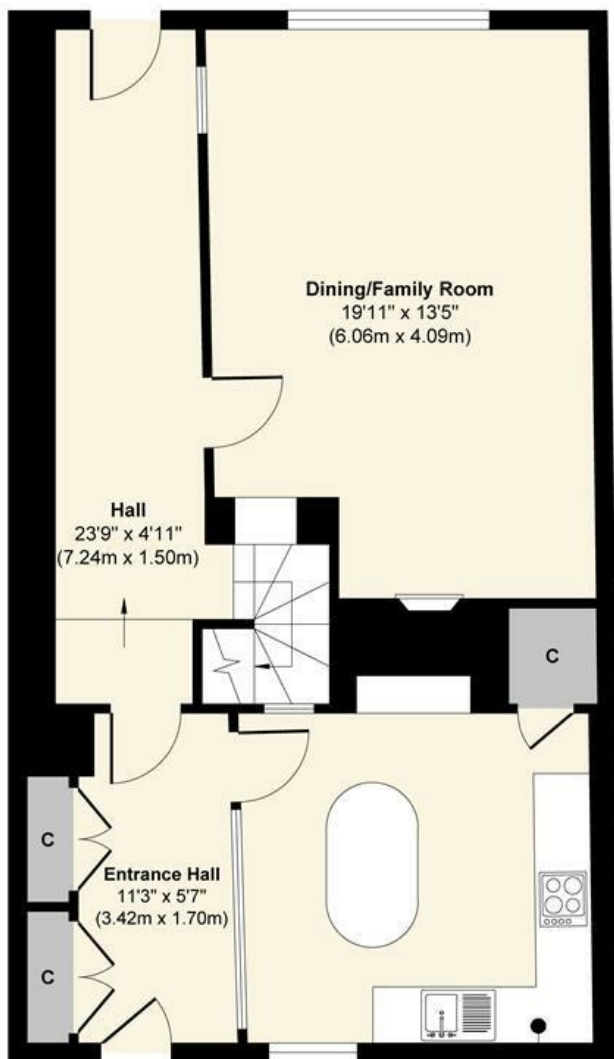 Dining/Family Room
19'11" x 13'5"
(6.06m x 4.09m)
Hall
23'9" x 4'11"
(7.24m x 1.50m)
C
C
Entrance Hall
11'3" x 5'7"
(3.42m x 1.70m)
C